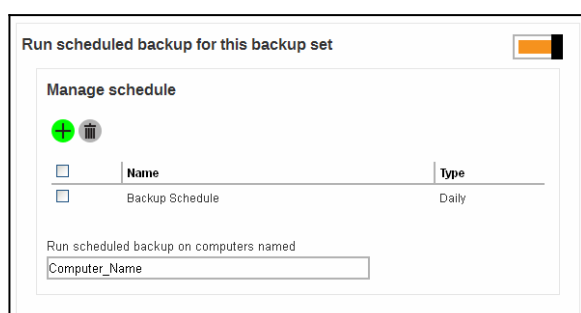 Run scheduled backup for this backup set
Manage schedule
Name Type
Backup Schedule Daily
Run scheduled backup on computers named
Computer_Name